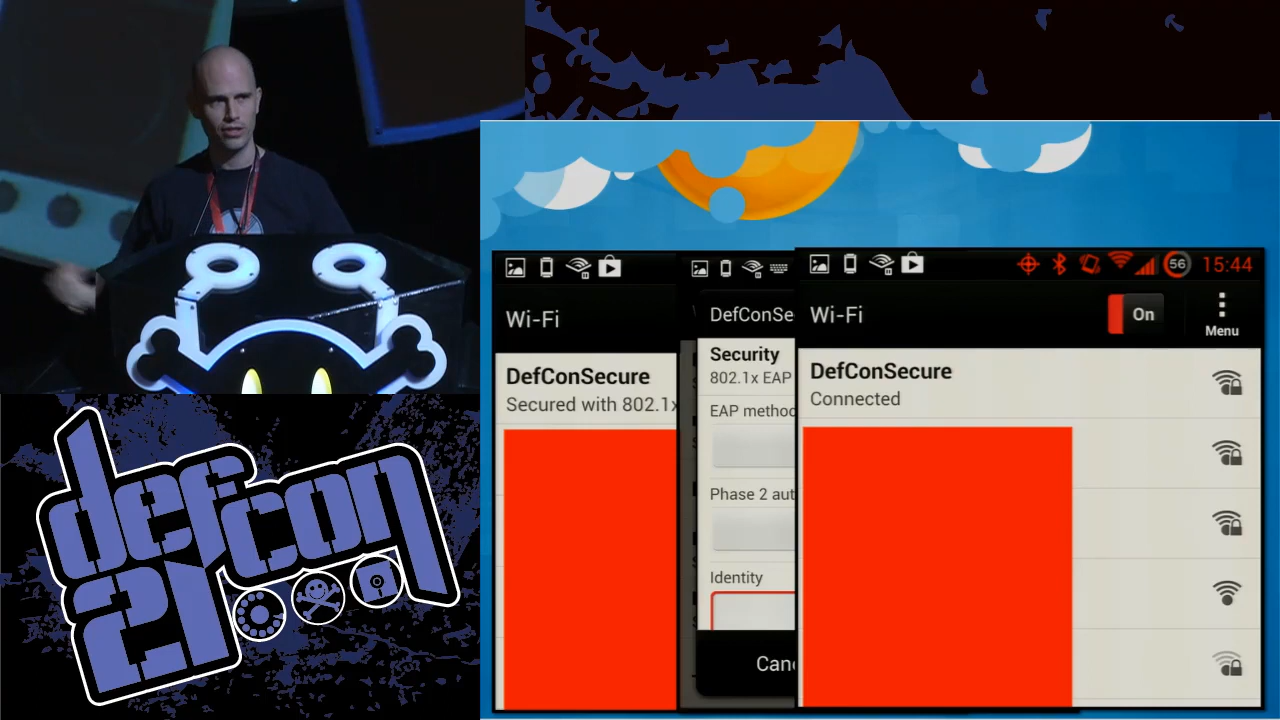 defcon
21
Wi-Fi
DefConSecure
Secured with 802.1x
DefConSe
Security
802.1x EAP
EAP method
Phase 2 aut
Identity
Canc
56
15:44
Wi-Fi
On
Menu
DefConSecure
Connected